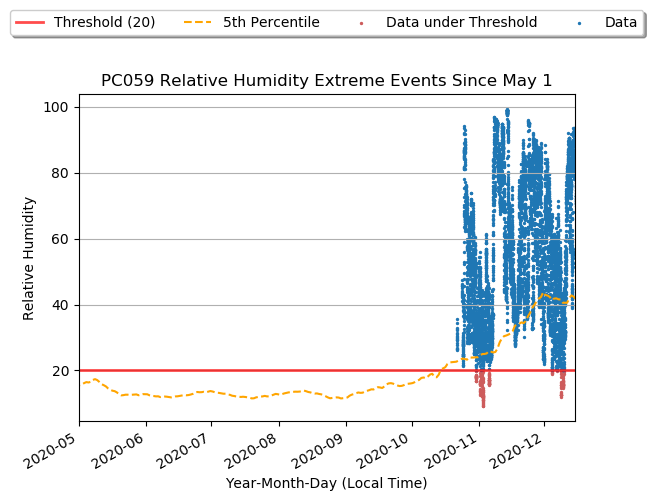 Threshold (20) 5th Percentile Data under Threshold Data
PC059 Relative Humidity Extreme Events Since May 1
100
80
60
40
20
Relative Humidity
2020-05 2020-06 2020-07 2020-08 2020-09 2020-10 2020-11 2020-12
Year-Month-Day (Local Time)